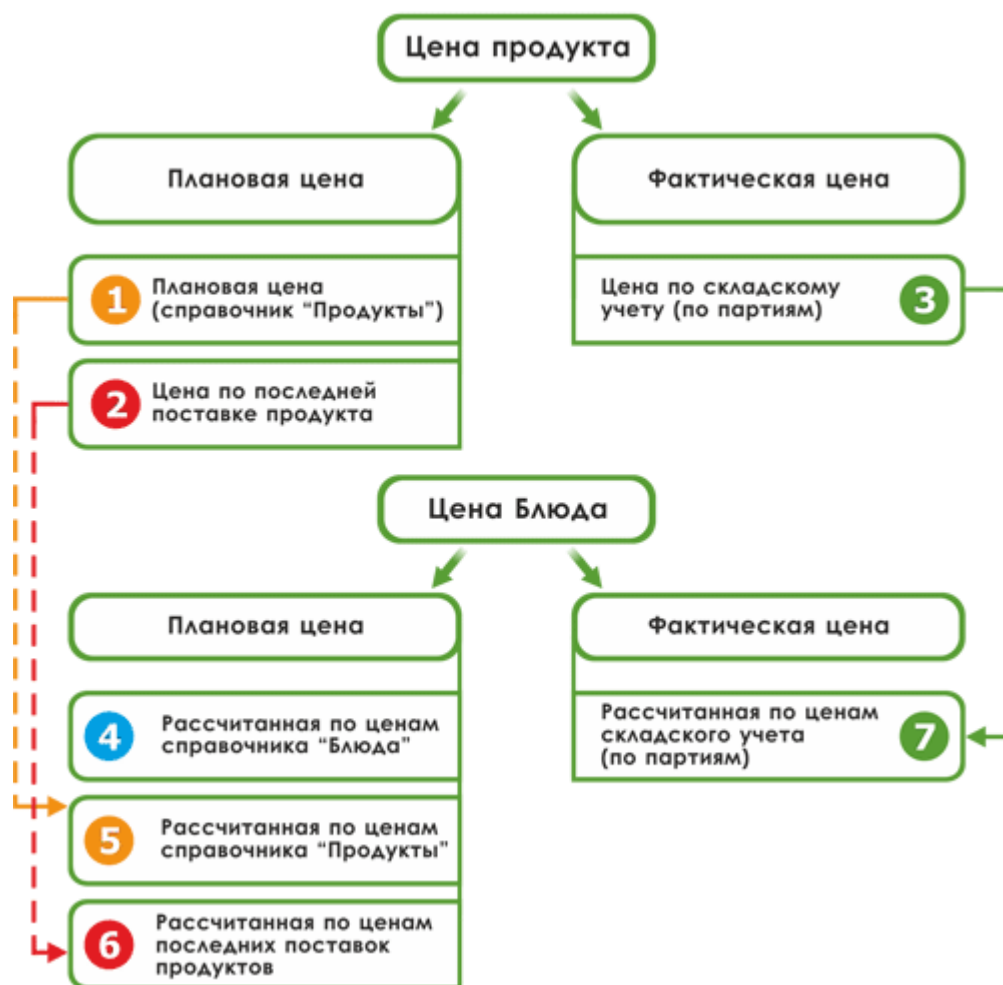 Цена продукта
Плановая цена
Фактическая цена
1
Плановая цена
(справочник "Продукты")
Цена по складскому
учету (по партиям)
3
2
Цена по последней
поставке продукта
Цена Блюда
Плановая цена
Фактическая цена
4
Рассчитанная по ценам
справочника "Блюда"
Рассчитанная по ценам
складского учета
(по партиям)
7
5
Рассчитанная по ценам
справочника "Продукты"
6
Рассчитанная по ценам
последних поставок
продуктов